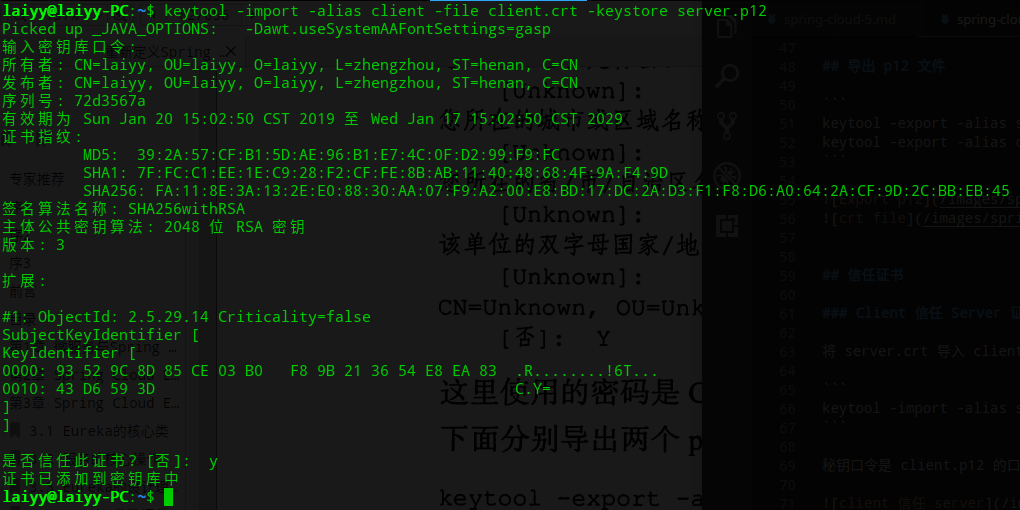 laiyy@laiyy-PC:~$ keytool -import -alias client -file client.crt -keystore server.p12
Picked up _JAVA_OPTIONS:   -Dawt.useSystemAAFontSettings=gasp
输入密钥库口令:
所有者: CN=laiyy, OU=laiyy, O=laiyy, L=zhengzhou, ST=henan, C=CN
发布者: CN=laiyy, OU=laiyy, O=laiyy, L=zhengzhou, ST=henan, C=CN
序列号: 72d3567a
有效期为 Sun Jan 20 15:02:50 CST 2019 至 Wed Jan 17 15:02:50 CST 2029
证书指纹:
MD5:  39:2A:57:CF:B1:5D:AE:96:B1:E7:4C:0F:D2:99:F9:FC
SHA1: 7F:FC:C1:EE:1E:C9:28:F2:CF:FE:8B:AB:11:40:48:68:4F:9A:F4:9D
SHA256: FA:11:8E:3A:13:2E:E0:88:30:AA:07:F9:A2:00:E8:BD:17:DC:2A:D3:F1:F8:D6:A0:64:2A:CF:9D:2C:BB:EB:45
签名算法名称: SHA256withRSA
主体公共密钥算法: 2048 位 RSA 密钥
版本: 3
扩展:
#1: ObjectId: 2.5.29.14 Criticality=false
SubjectKeyIdentifier [
KeyIdentifier [
0000: 93 52 9C 8D 85 CE 03 B0   F8 9B 21 36 54 E8 EA 83  .R........!6T...
0010: 43 D6 59 3D                                        C.Y=
]
]
是否信任此证书? [否]:  y
证书已添加到密钥库中
laiyy@laiyy-PC:~$
专家推荐
序3
前言
3.1 Eureka的核心类
[Unknown]:
您所在的城市或区域名称
[Unknown]:
[Unknown]:
该单位的双字母国家/地
[Unknown]:
CN=Unknown, OU=Unk
[否]:  Y
这里使用的密码是 C
下面分别导出两个 p
keytool -export -a
spring-cloud-5.md
spring-clo
47
48 ## 导出 p12 文件
49
50 ```
51 keytool -export -alias s
52 keytool -export -alias c
53 ```
57
58
59 ## 信任证书
60
61 ### Client 信任 Server 证
62
63 将 server.crt 导入 client
64
65 ```
66 keytool -import -alias s
67 ```
68
69 秘钥口令是 client.p12 的口
70
71 ![client 信任 server](/i